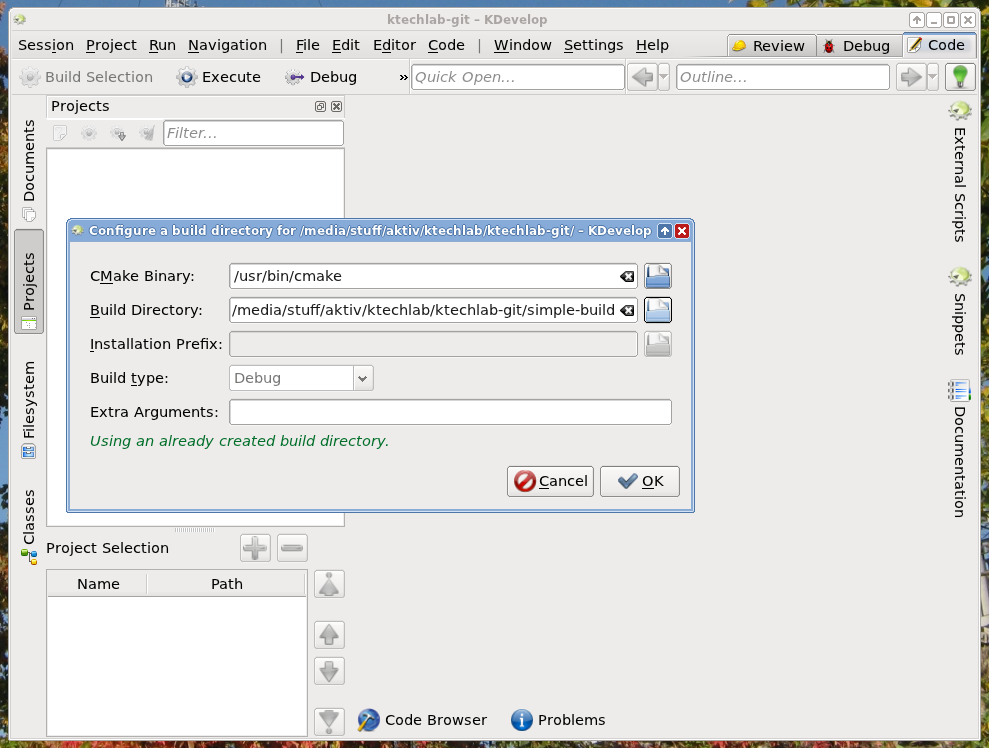 ktechlab-git – KDevelop
Session Project Run Navigation | File Edit Editor Code | Window Settings Help Review Debug Code
Build Selection Execute Debug » Quick Open... Outline...
Projects
Filter...
Documents
Projects
Filesystem
Classes
Configure a build directory for /media/stuff/aktiv/ktechlab/ktechlab-git/ – KDevelop
CMake Binary: /usr/bin/cmake
Build Directory: /media/stuff/aktiv/ktechlab/ktechlab-git/simple-build
Installation Prefix:
Build type: Debug
Extra Arguments:
Using an already created build directory.
Cancel OK
External Scripts
Snippets
Documentation
Project Selection
Name Path
Code Browser Problems